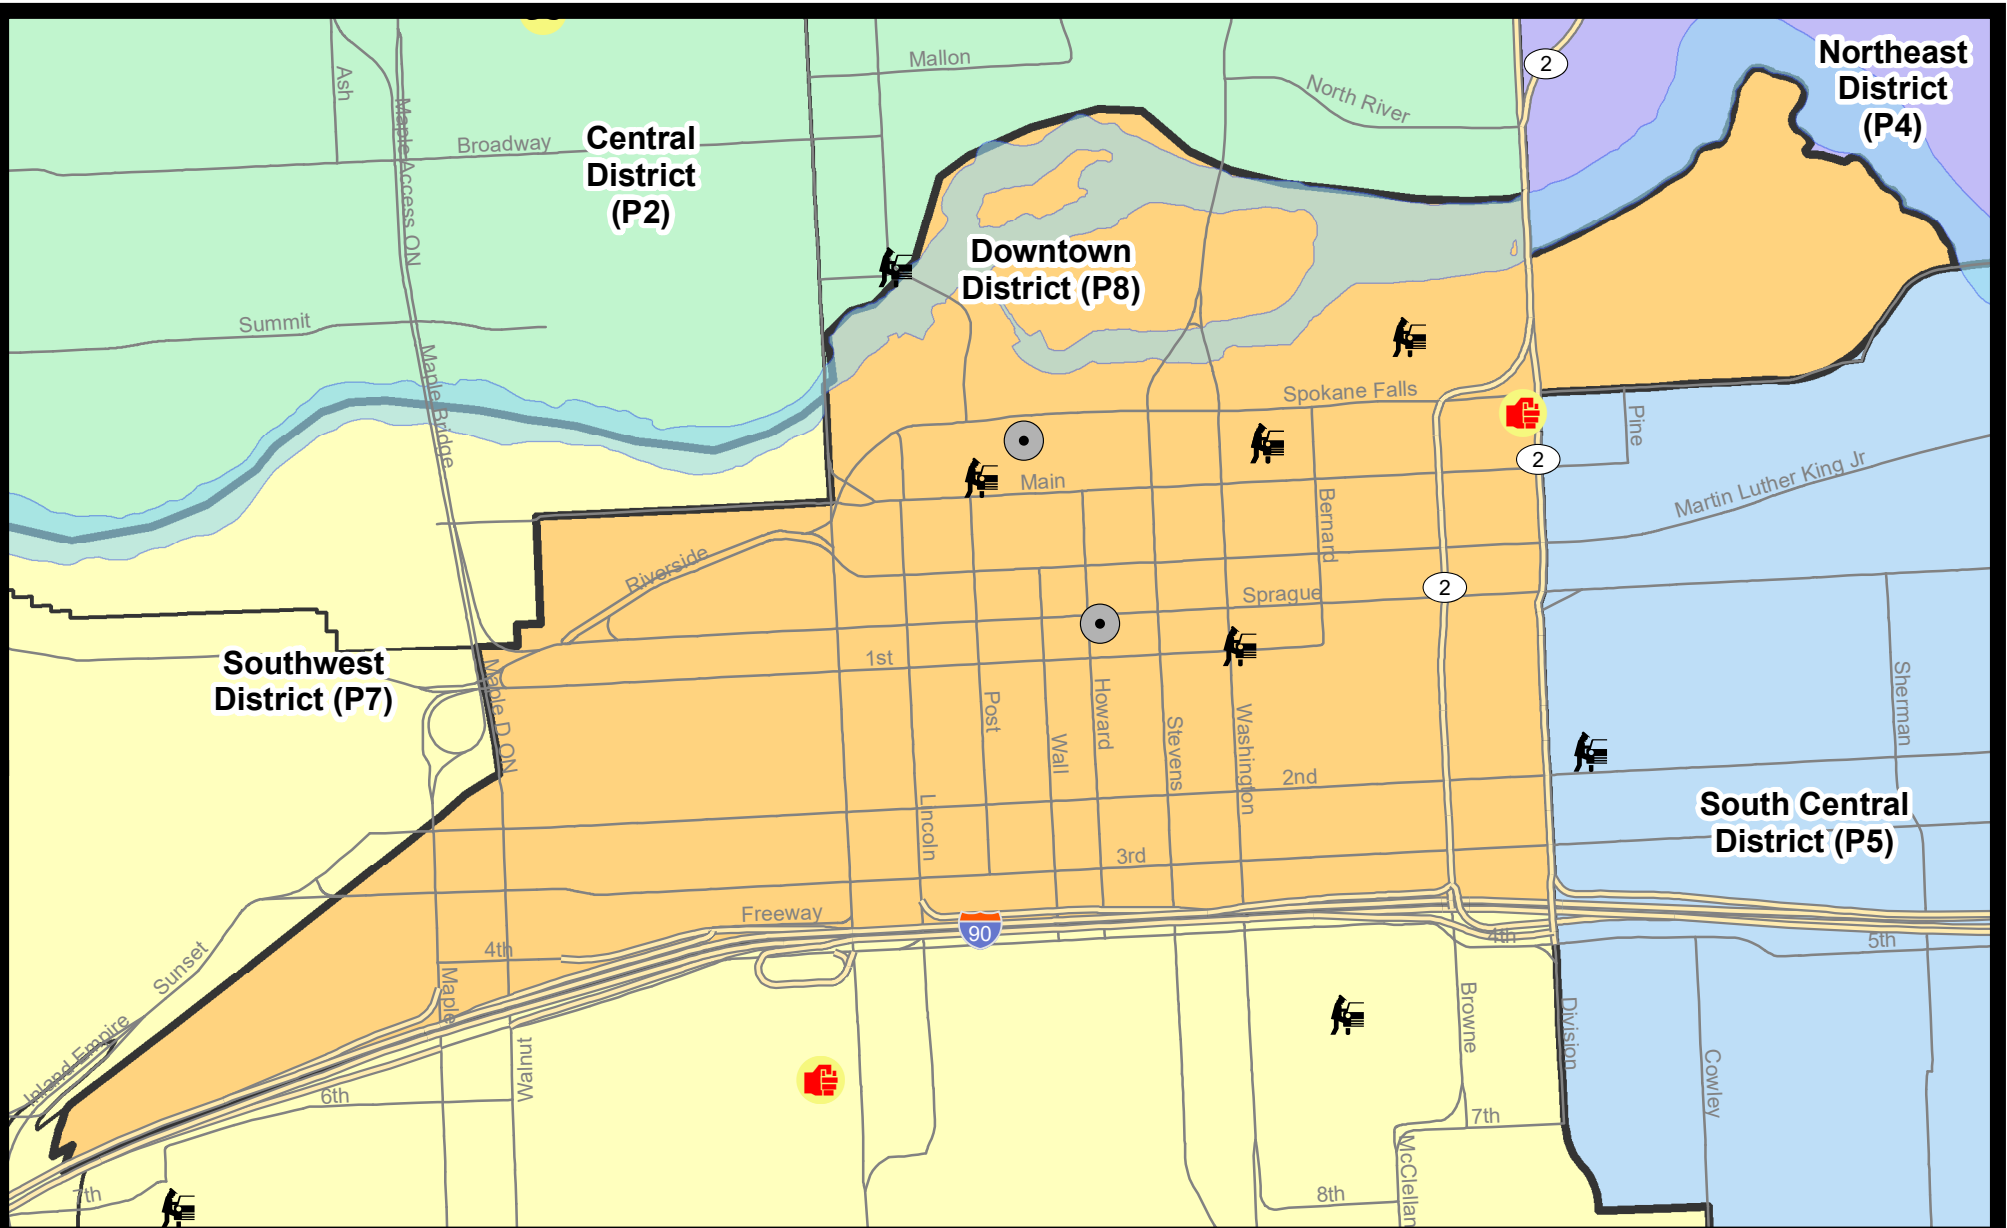 Mallon
North River
2
Northeast
District
(P4)
Ash
Maple Access ON
Broadway
Central
District
(P2)
Downtown
District (P8)
Summit
Maple Bridge
Spokane Falls
Pine
2
Main
Bernard
Martin Luther King Jr
Riverside
2
Sprague
Southwest
District (P7)
1st
Maple D ON
Post
Wall
Howard
Stevens
Washington
Sherman
2nd
Lincoln
South Central
District (P5)
3rd
Freeway
90
4th
4th
5th
Sunset
Maple
Inland Empire
Browne
Division
Walnut
Cowley
6th
7th
McClellan
7th
8th